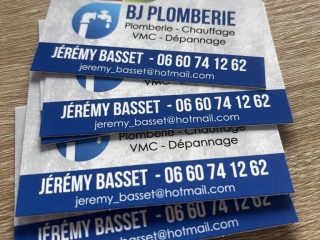 BJ PLOMBERIE
Plomberie - Chauffage
VMC - Dépannage
JÉRÉMY BASSET - 06 60 74 12 62
jeremy_basset@hotmail.com
JÉRÉMY BASSET - 06 60 74 12 62
jeremy_basset@hotmail.com
Plomberie - Chauffage
VMC - Dépannage
JÉRÉMY BASSET - 06 60 74 12 62
jeremy_basset@hotmail.com
JÉRÉMY BASSET - 06 60 74 12 62
jeremy_basset@hotmail.com